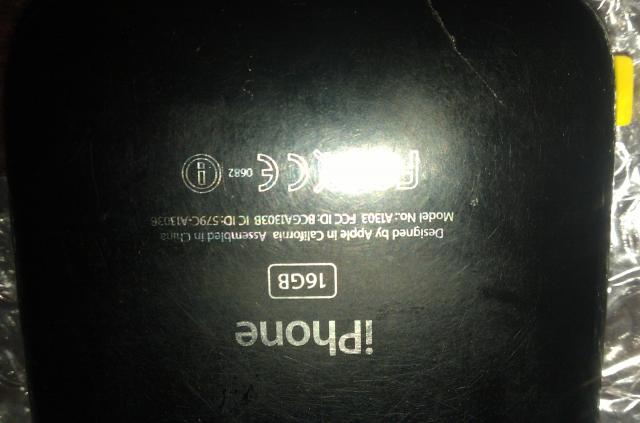 iPhone
16GB
Designed by Apple in California Assembled in China
Model No.: A1303 FCC ID: BCGA1303B IC ID: 579C-A1303B
0682